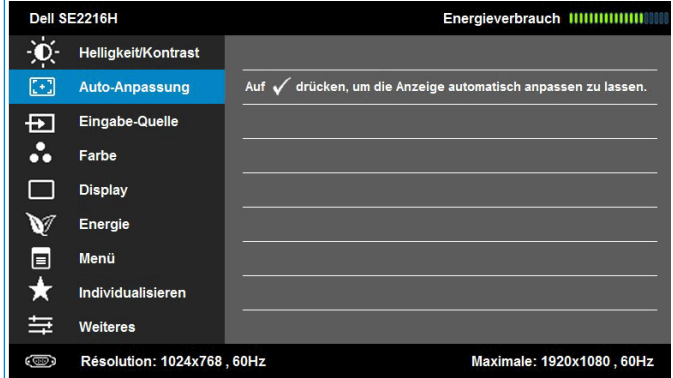 Dell SE2216H Energieverbrauch
Helligkeit/Kontrast
Auto-Anpassung Auf ✓ drücken, um die Anzeige automatisch anpassen zu lassen.
Eingabe-Quelle
Farbe
Display
Energie
Menü
Individualisieren
Weiteres
Résolution: 1024x768 , 60Hz Maximale: 1920x1080 , 60Hz